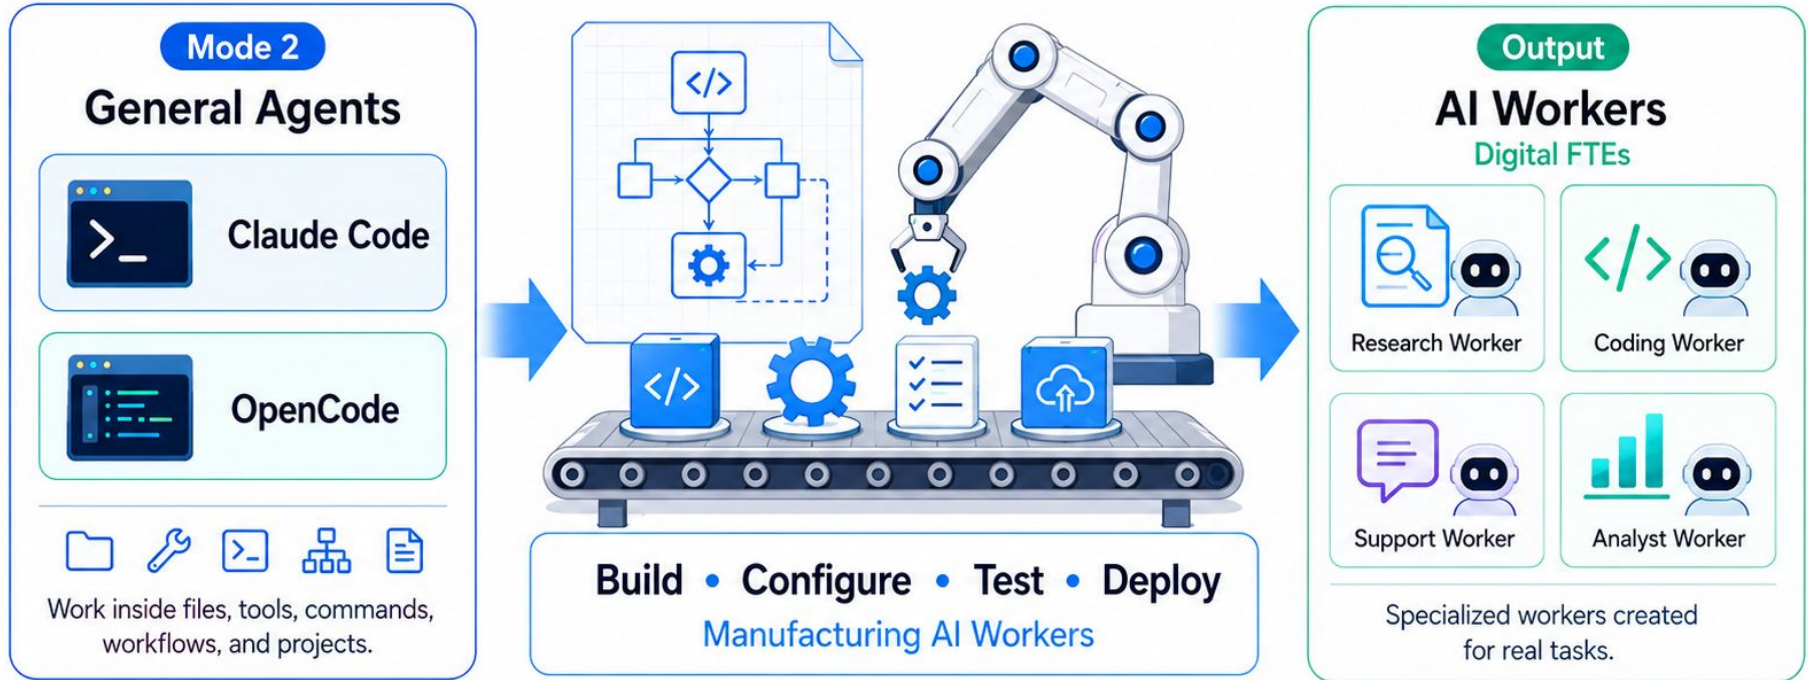 Mode 2
General Agents
>_
Claude Code
OpenCode
>_
Work inside files, tools, commands,
workflows, and projects.
</>
</>
Build • Configure • Test • Deploy
Manufacturing AI Workers
Output
AI Workers
Digital FTEs
Research Worker
</>
Coding Worker
Support Worker
Analyst Worker
Specialized workers created
for real tasks.